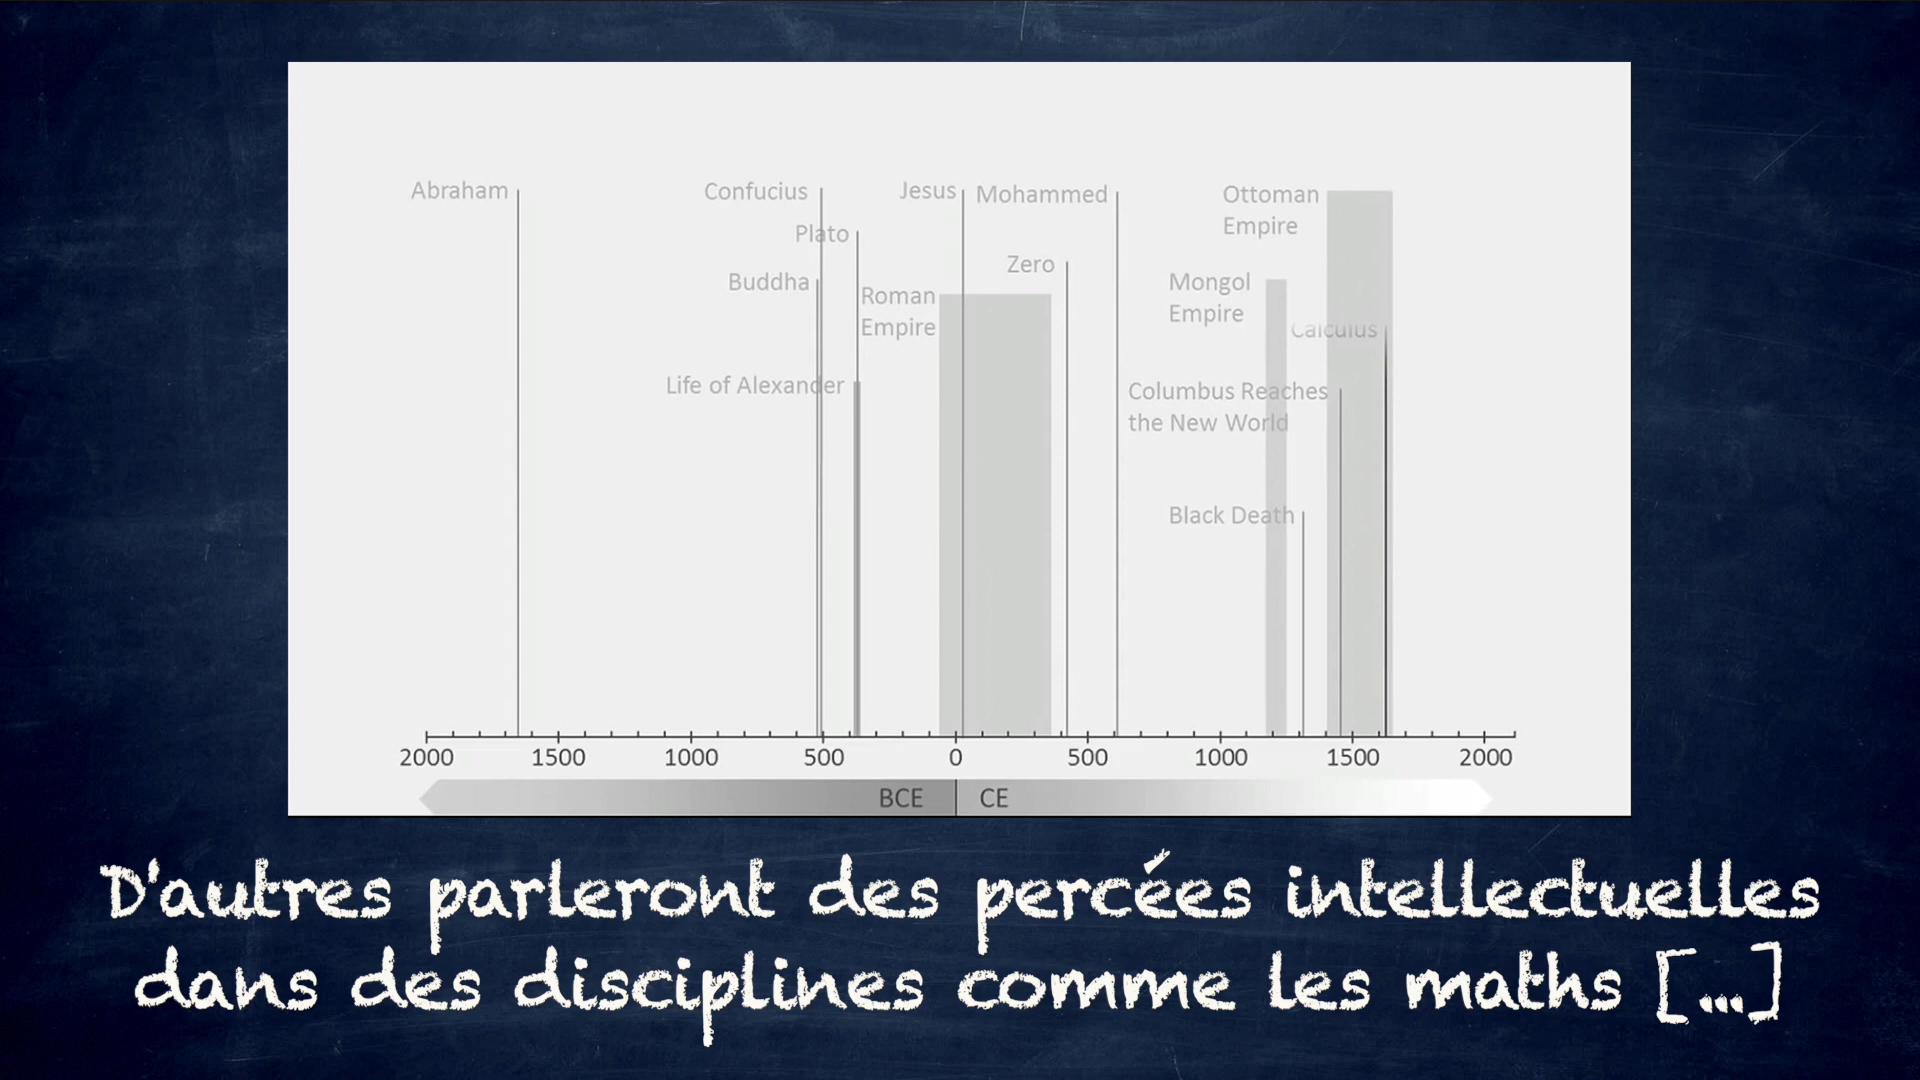 Abraham
Confucius
Jesus
Mohammed
Ottoman
Empire
Plato
Zero
Buddha
Roman
Empire
Mongol
Empire
Calculus
Life of Alexander
Columbus Reaches
the New World
Black Death
2000 1500 1000 500 0 500 1000 1500 2000
BCE CE
D'autres parleront des percées intellectuelles
dans des disciplines comme les maths [...]